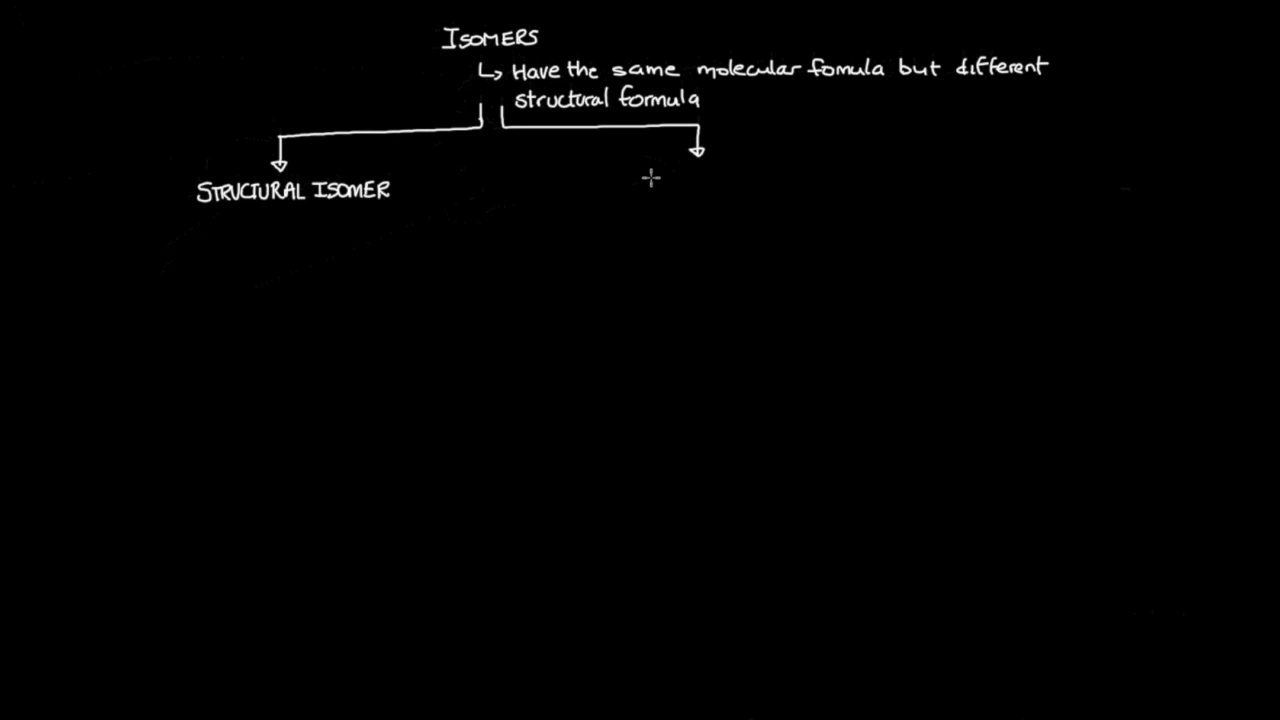 ISOMERS
↳ Have the same molecular fomula but different
structural formula
STRUCTURAL ISOMER